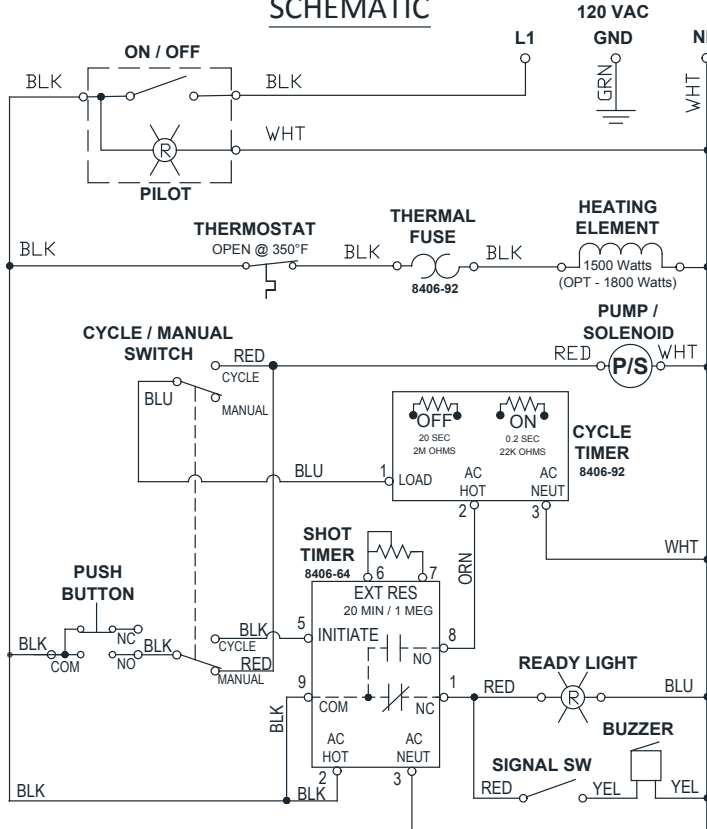 SCHEMATIC
120 VAC
L1
GND
ON / OFF
BLK
BLK
GRN
WHT
WHT
R
PILOT
THERMOSTAT
OPEN @ 350°F
BLK
BLK
THERMAL
FUSE
8406-92
BLK
HEATING
ELEMENT
1500 Watts
(OPT - 1800 Watts)
PUMP /
SOLENOID
RED
P/S
WHT
CYCLE / MANUAL
SWITCH
RED
CYCLE
BLU
MANUAL
OFF
20 SEC
2M OHMS
ON
0.2 SEC
22K OHMS
CYCLE
TIMER
8406-92
BLU
1
LOAD
AC
HOT
AC
NEUT
2
3
WHT
ORN
SHOT
TIMER
8406-64
6
7
EXT RES
20 MIN / 1 MEG
PUSH
BUTTON
BLK
COM
NC
NO
BLK
BLK
CYCLE
RED
MANUAL
5
INITIATE
8
NO
9
COM
1
NC
BLK
RED
READY LIGHT
R
BLU
BUZZER
SIGNAL SW
RED
YEL
YEL
AC
HOT
AC
NEUT
2
3
BLK
BLK